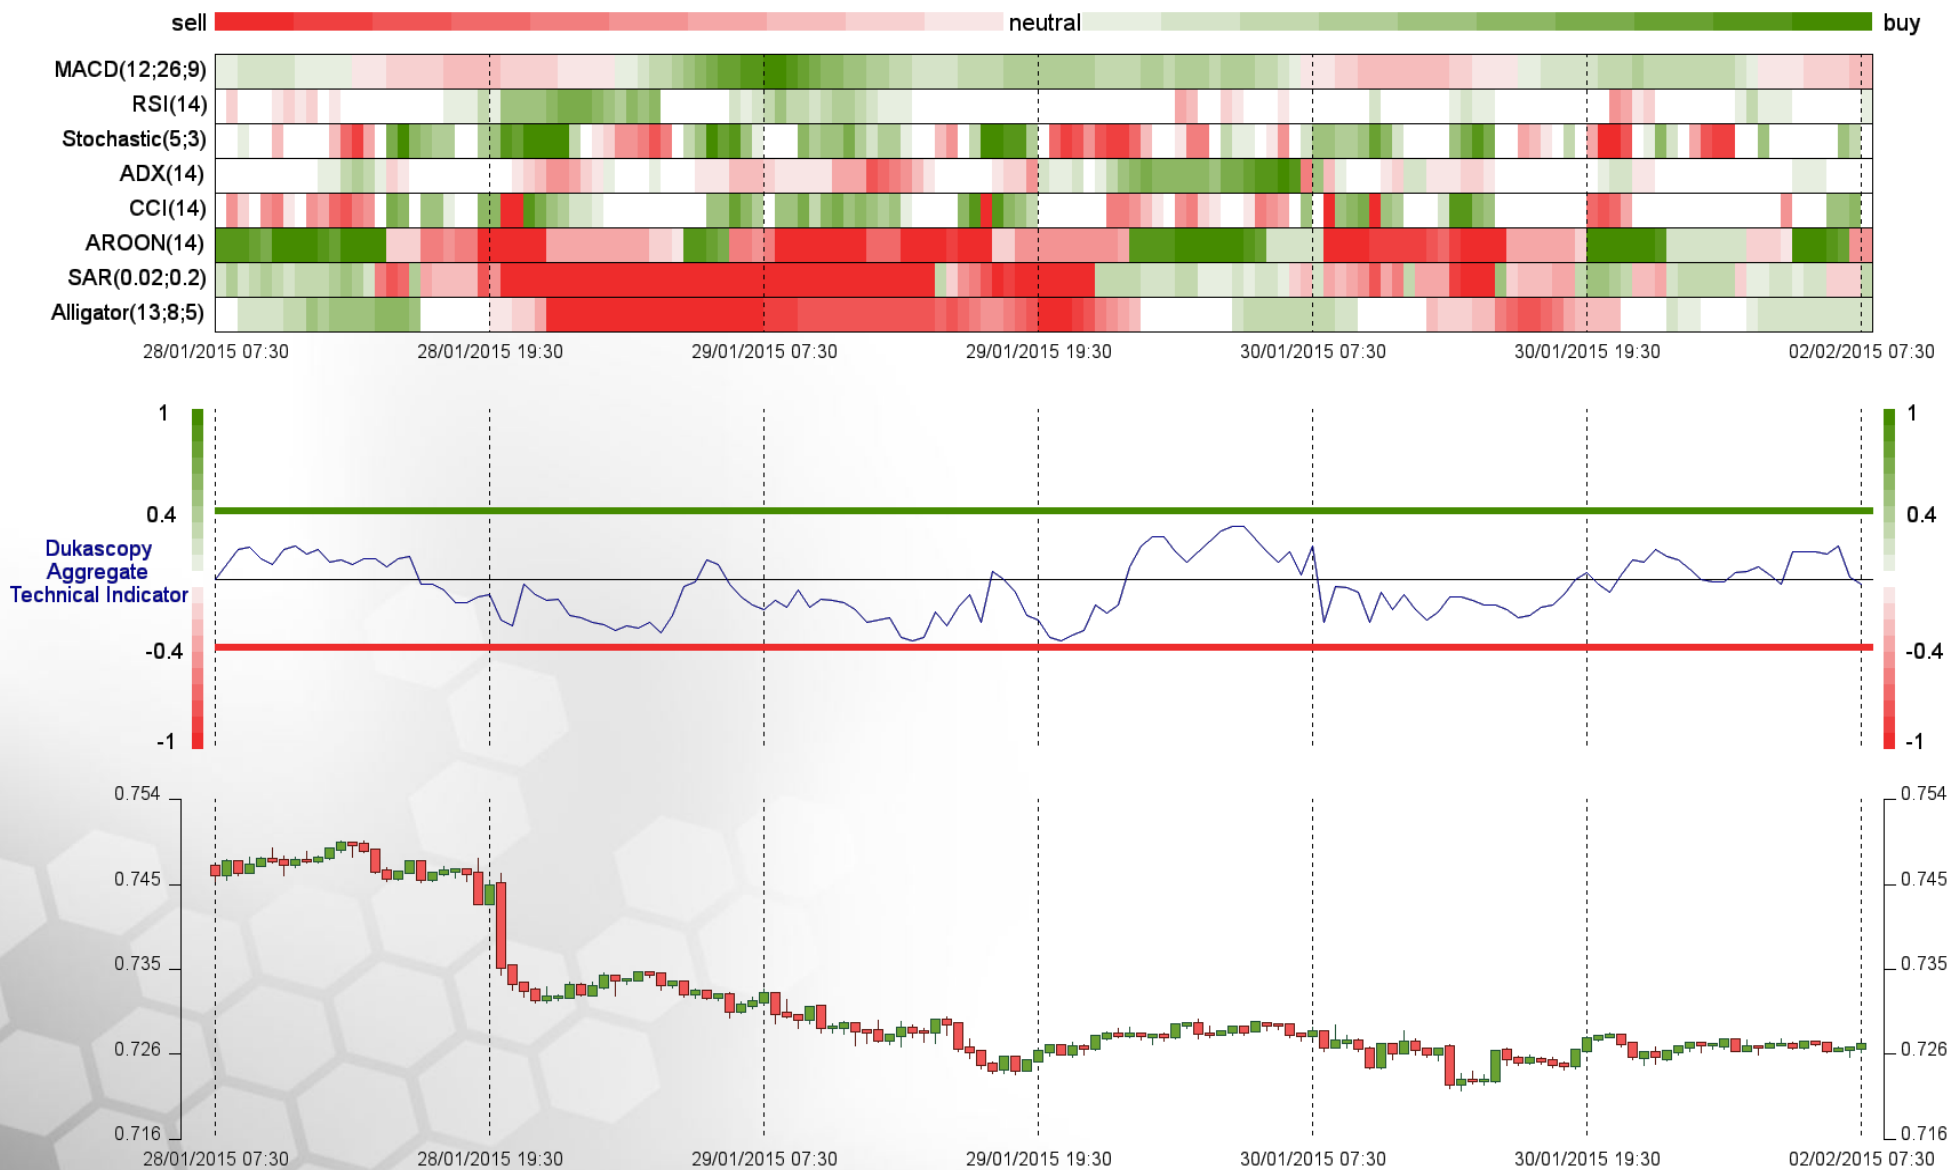 sell neutral buy
MACD(12;26;9)
RSI(14)
Stochastic(5;3)
ADX(14)
CCI(14)
AROON(14)
SAR(0.02;0.2)
Alligator(13;8;5)
28/01/2015 07:30 28/01/2015 19:30 29/01/2015 07:30 29/01/2015 19:30 30/01/2015 07:30 30/01/2015 19:30 02/02/2015 07:30
1 1
0.4 0.4
Dukascopy
Aggregate
Technical Indicator
-0.4 -0.4
-1 -1
0.754 0.754
0.745 0.745
0.735 0.735
0.726 0.726
0.716 0.716
28/01/2015 07:30 28/01/2015 19:30 29/01/2015 07:30 29/01/2015 19:30 30/01/2015 07:30 30/01/2015 19:30 02/02/2015 07:30